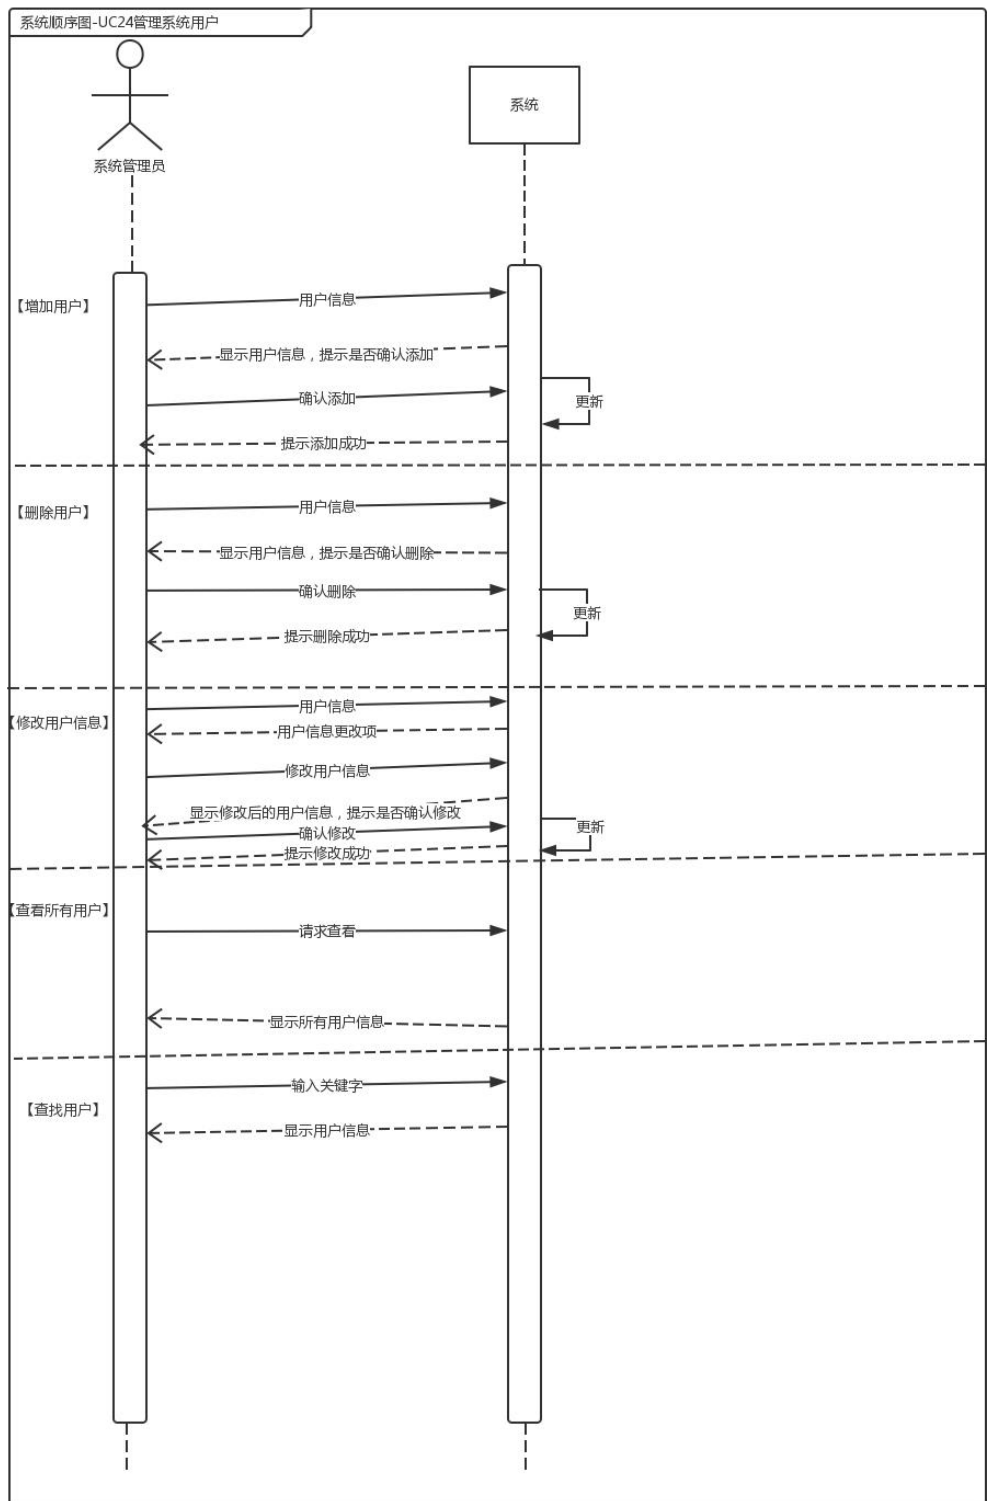 系统顺序图-UC24管理系统用户
系统
系统管理员
用户信息
【增加用户】
显示用户信息，提示是否确认添加
确认添加
更新
提示添加成功
用户信息
【删除用户】
显示用户信息，提示是否确认删除
确认删除
更新
提示删除成功
用户信息
【修改用户信息】
用户信息更改项
修改用户信息
显示修改后的用户信息，提示是否确认修改
更新
确认修改
提示修改成功
【查看所有用户】
请求查看
显示所有用户信息
输入关键字
【查找用户】
显示用户信息